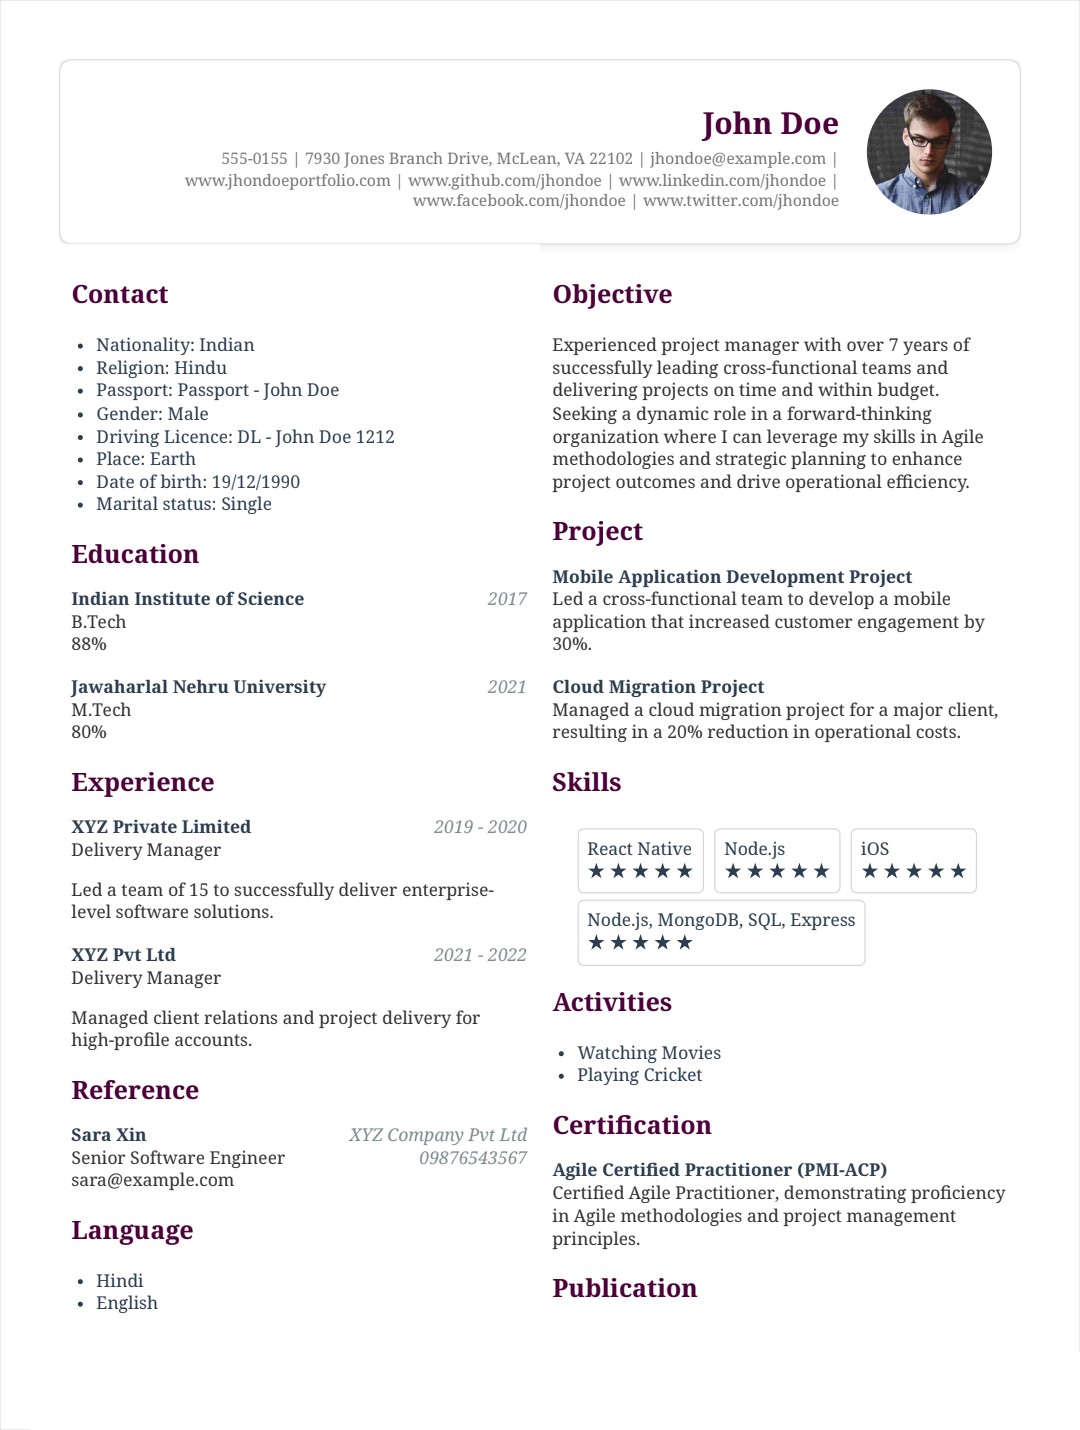 John Doe
555-0155 | 7930 Jones Branch Drive, McLean, VA 22102 | jhondoe@example.com |
www.jhondoeportfolio.com | www.github.com/jhondoe | www.linkedin.com/jhondoe |
www.facebook.com/jhondoe | www.twitter.com/jhondoe
Contact
• Nationality: Indian
• Religion: Hindu
• Passport: Passport - John Doe
• Gender: Male
• Driving Licence: DL - John Doe 1212
• Place: Earth
• Date of birth: 19/12/1990
• Marital status: Single
Education
Indian Institute of Science 2017
B.Tech
88%
Jawaharlal Nehru University 2021
M.Tech
80%
Experience
XYZ Private Limited 2019 - 2020
Delivery Manager
Led a team of 15 to successfully deliver enterprise-
level software solutions.
XYZ Pvt Ltd 2021 - 2022
Delivery Manager
Managed client relations and project delivery for
high-profile accounts.
Reference
Sara Xin XYZ Company Pvt Ltd
Senior Software Engineer 09876543567
sara@example.com
Language
• Hindi
• English
Objective
Experienced project manager with over 7 years of
successfully leading cross-functional teams and
delivering projects on time and within budget.
Seeking a dynamic role in a forward-thinking
organization where I can leverage my skills in Agile
methodologies and strategic planning to enhance
project outcomes and drive operational efficiency.
Project
Mobile Application Development Project
Led a cross-functional team to develop a mobile
application that increased customer engagement by
30%.
Cloud Migration Project
Managed a cloud migration project for a major client,
resulting in a 20% reduction in operational costs.
Skills
React Native Node.js iOS
★★★★★ ★★★★★ ★★★★★
Node.js, MongoDB, SQL, Express
★★★★★
Activities
• Watching Movies
• Playing Cricket
Certification
Agile Certified Practitioner (PMI-ACP)
Certified Agile Practitioner, demonstrating proficiency
in Agile methodologies and project management
principles.
Publication